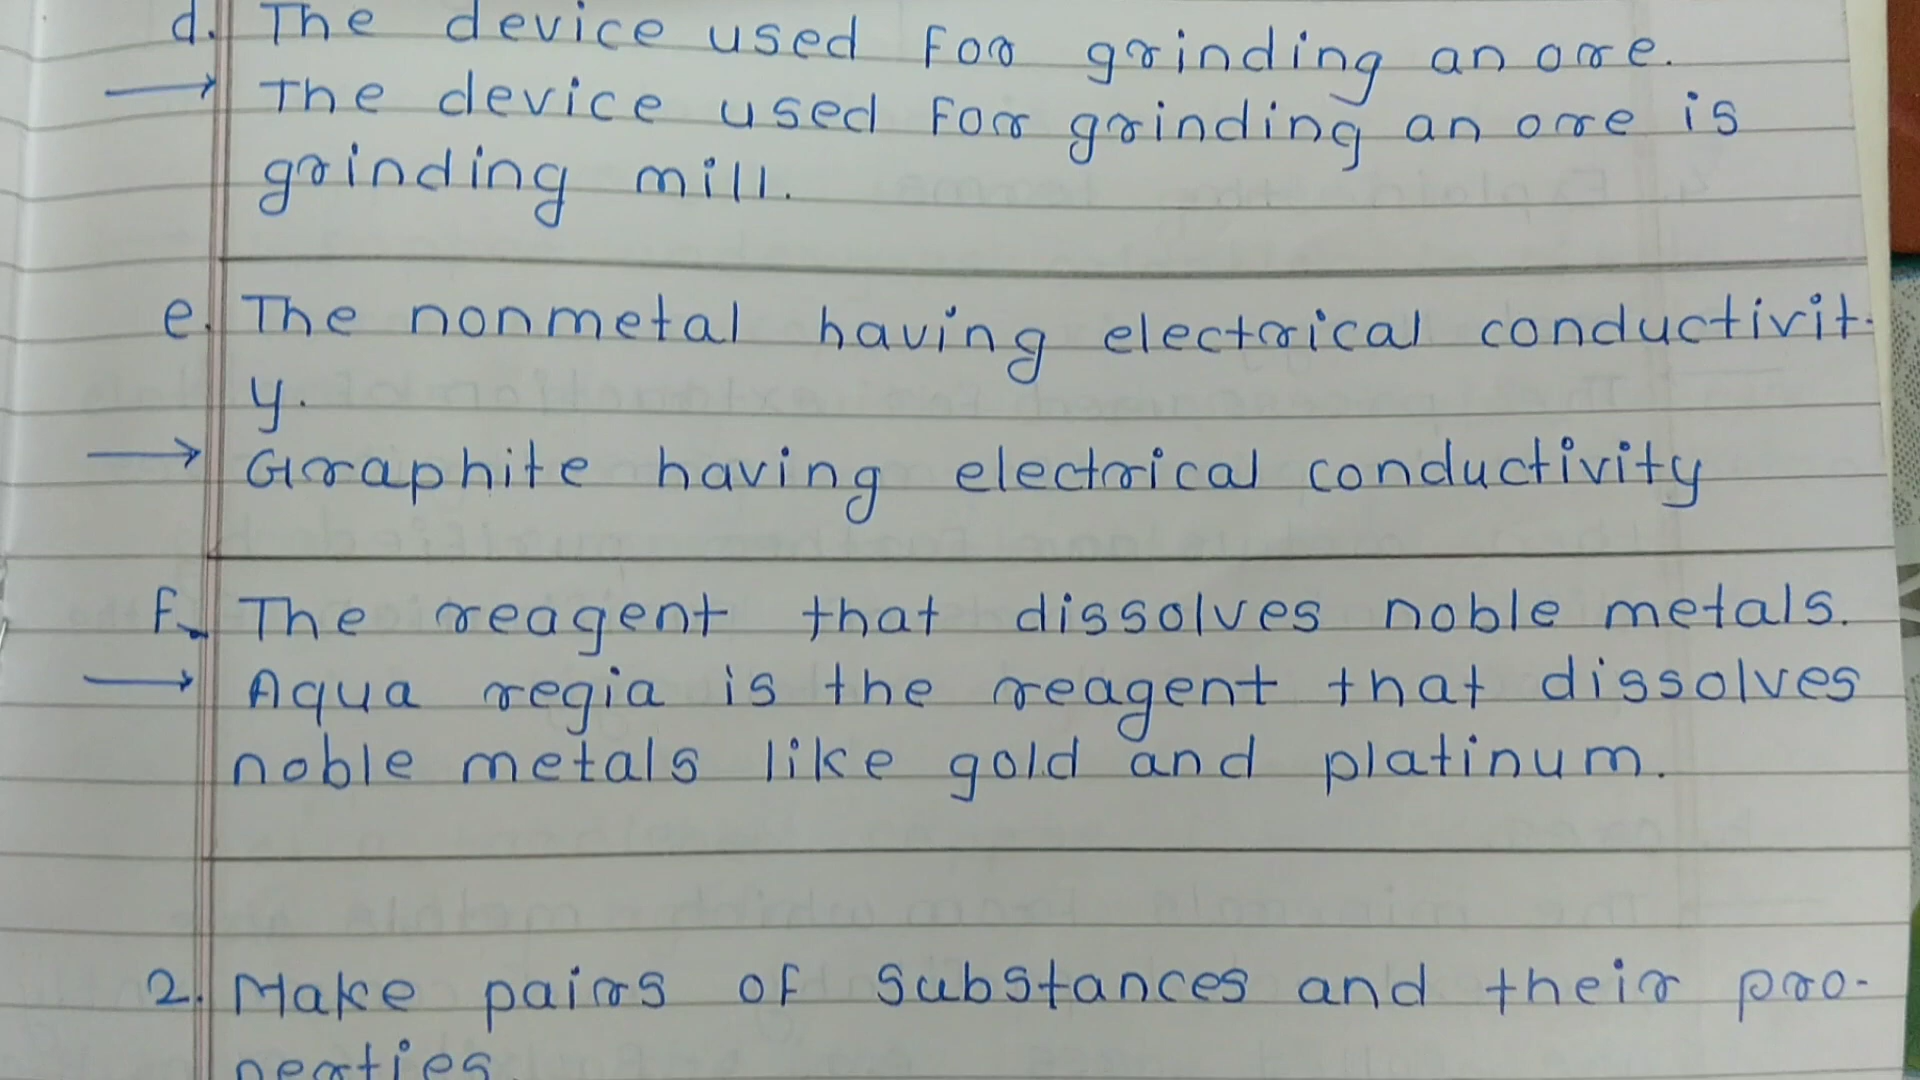 d. The device used for grinding an ore.
→ The device used for grinding an ore is
grinding mill.
e. The nonmetal having electrical conductivit-
y.
→ Graphite having electrical conductivity
f. The reagent that dissolves noble metals.
→ Aqua regia is the reagent that dissolves
noble metals like gold and platinum.
2. Make pairs of substances and their pro-
perties